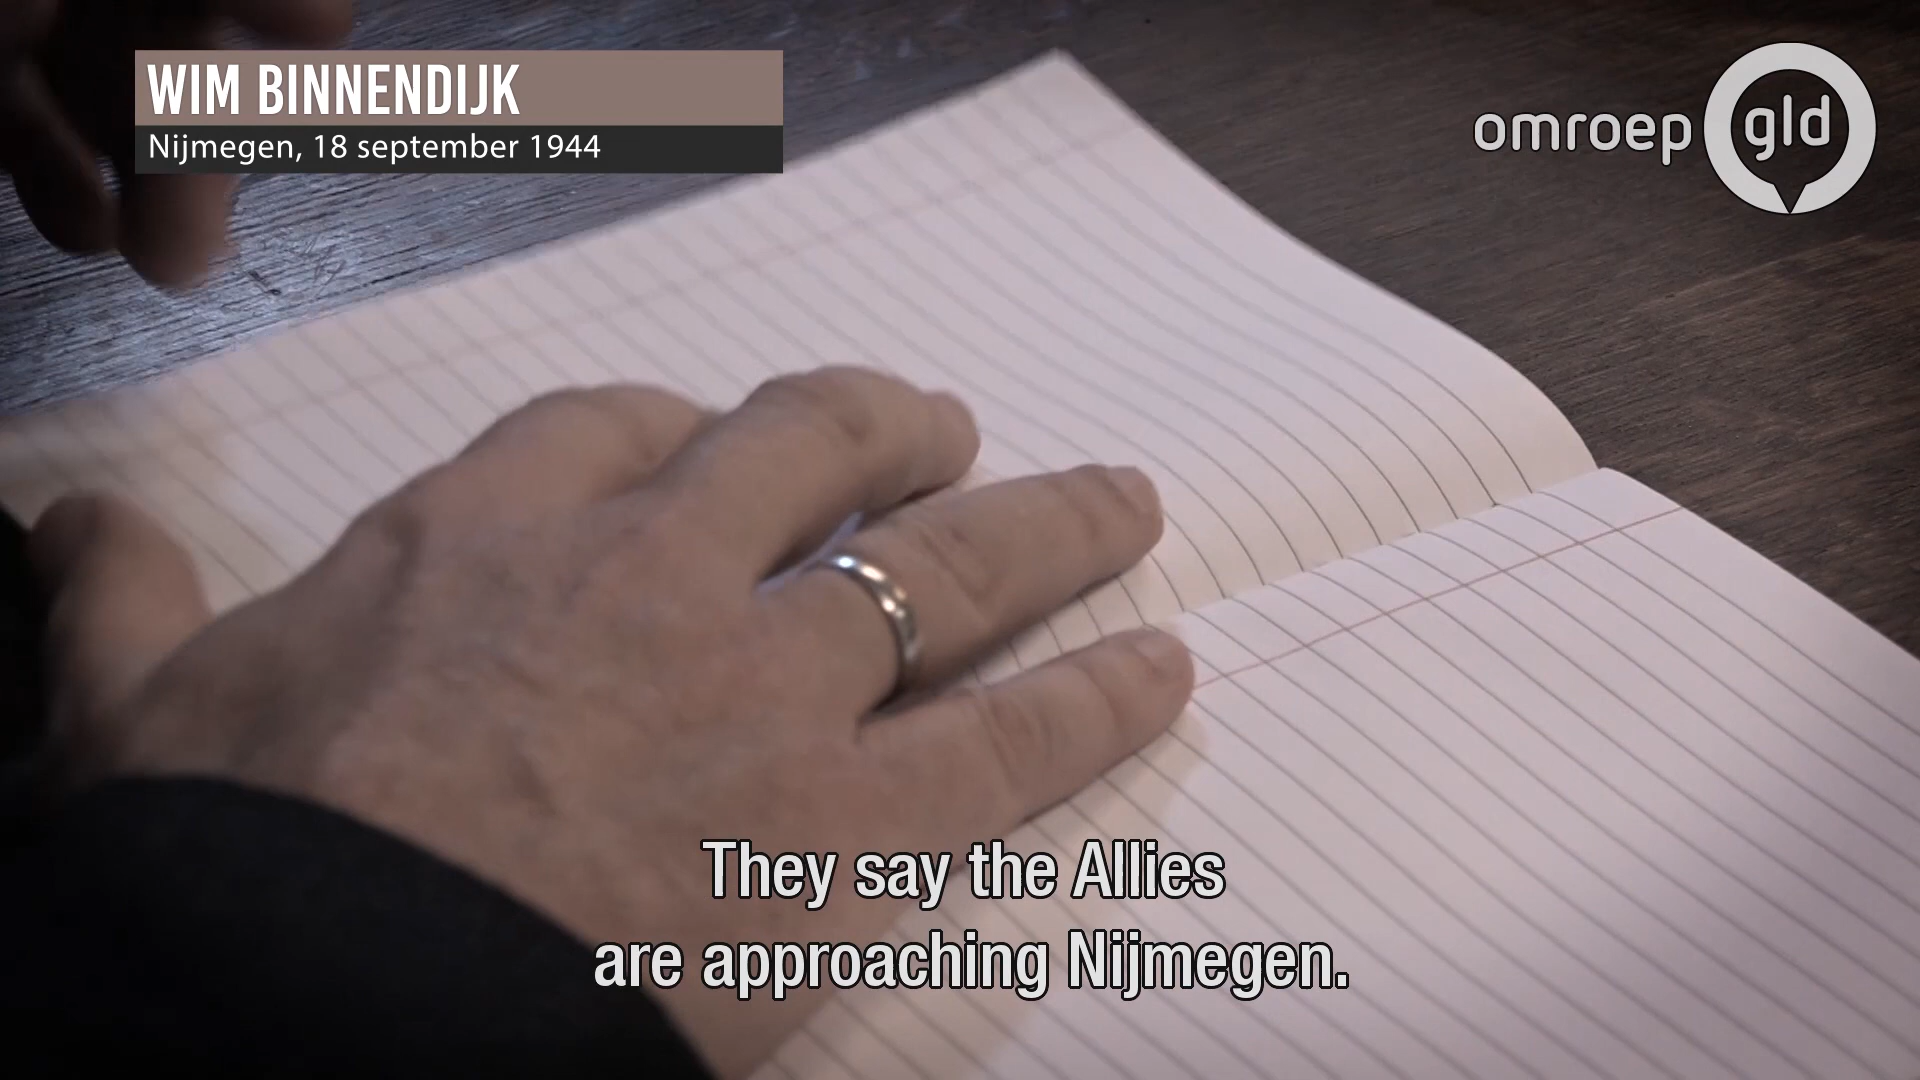 WIM BINNENDIJK
Nijmegen, 18 september 1944
omroep gld
They say the Allies
are approaching Nijmegen.